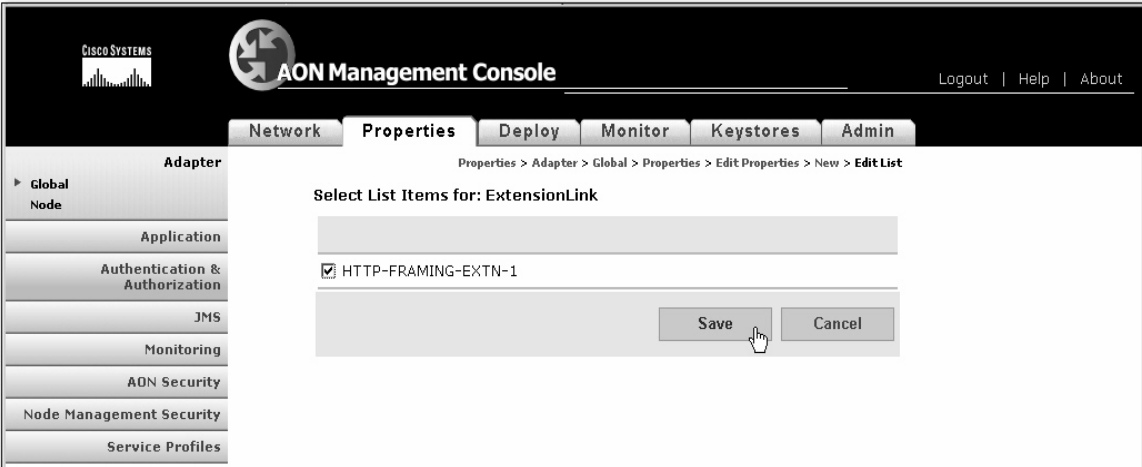 CISCO SYSTEMS
AON Management Console
Logout | Help | About
Network Properties Deploy Monitor Keystores Admin
Adapter
Global
Node
Application
Authentication &
Authorization
JMS
Monitoring
AON Security
Node Management Security
Service Profiles
Properties > Adapter > Global > Properties > Edit Properties > New > Edit List
Select List Items for: ExtensionLink
HTTP-FRAMING-EXTN-1
Save Cancel